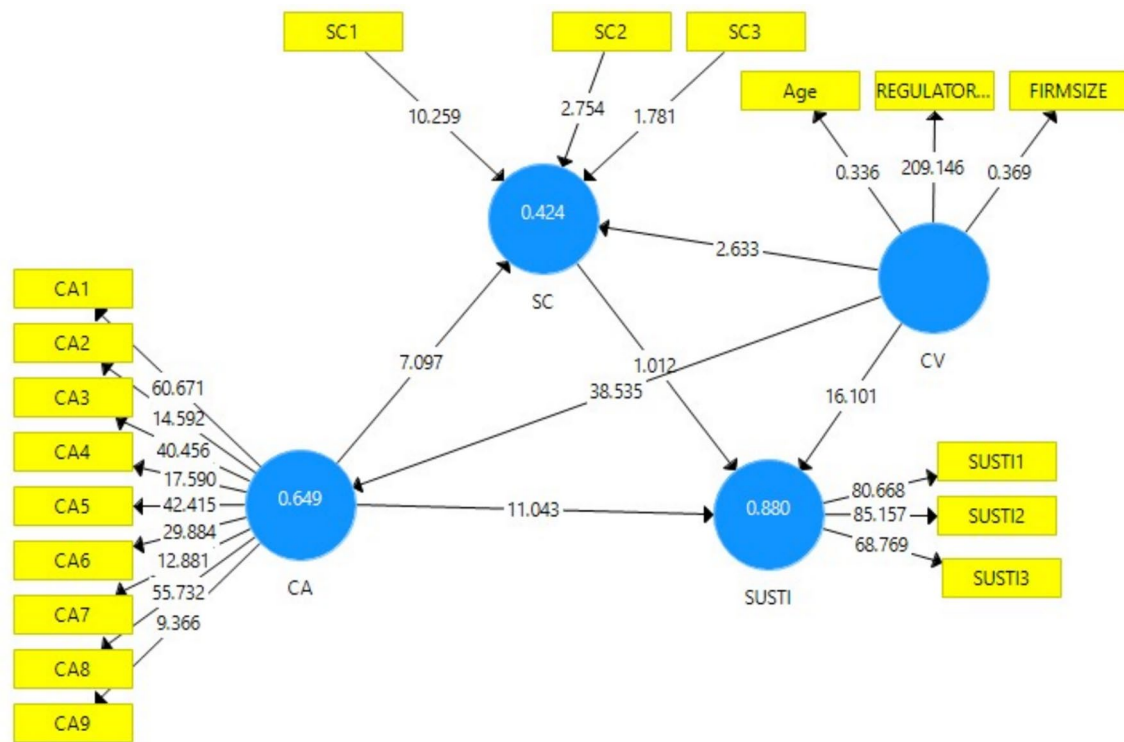 SC1
SC2
SC3
Age
REGULATOR...
FIRMSIZE
10.259
2.754
1.781
0.336
209.146
0.369
0.424
SC
2.633
CV
CA1
CA2
CA3
CA4
CA5
CA6
CA7
CA8
CA9
60.671
14.592
40.456
17.590
42.415
29.884
12.881
55.732
9.366
7.097
1.012
38.535
16.101
0.649
CA
11.043
0.880
SUSTI
80.668
85.157
68.769
SUSTI1
SUSTI2
SUSTI3